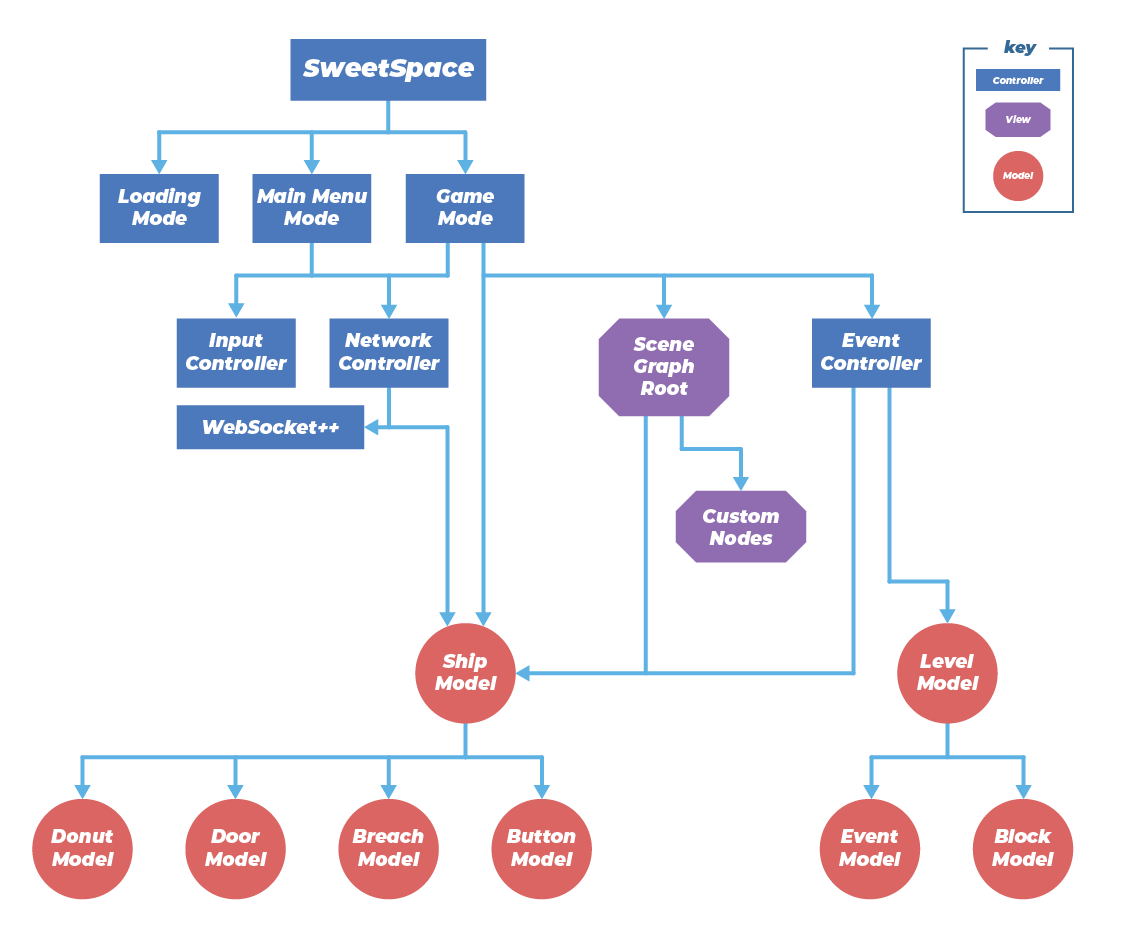 SweetSpace
key
Controller
View
Model
Loading
Mode
Main Menu
Mode
Game
Mode
Input
Controller
Network
Controller
Scene
Graph
Root
Event
Controller
WebSocket++
Custom
Nodes
Ship
Model
Level
Model
Donut
Model
Door
Model
Breach
Model
Button
Model
Event
Model
Block
Model